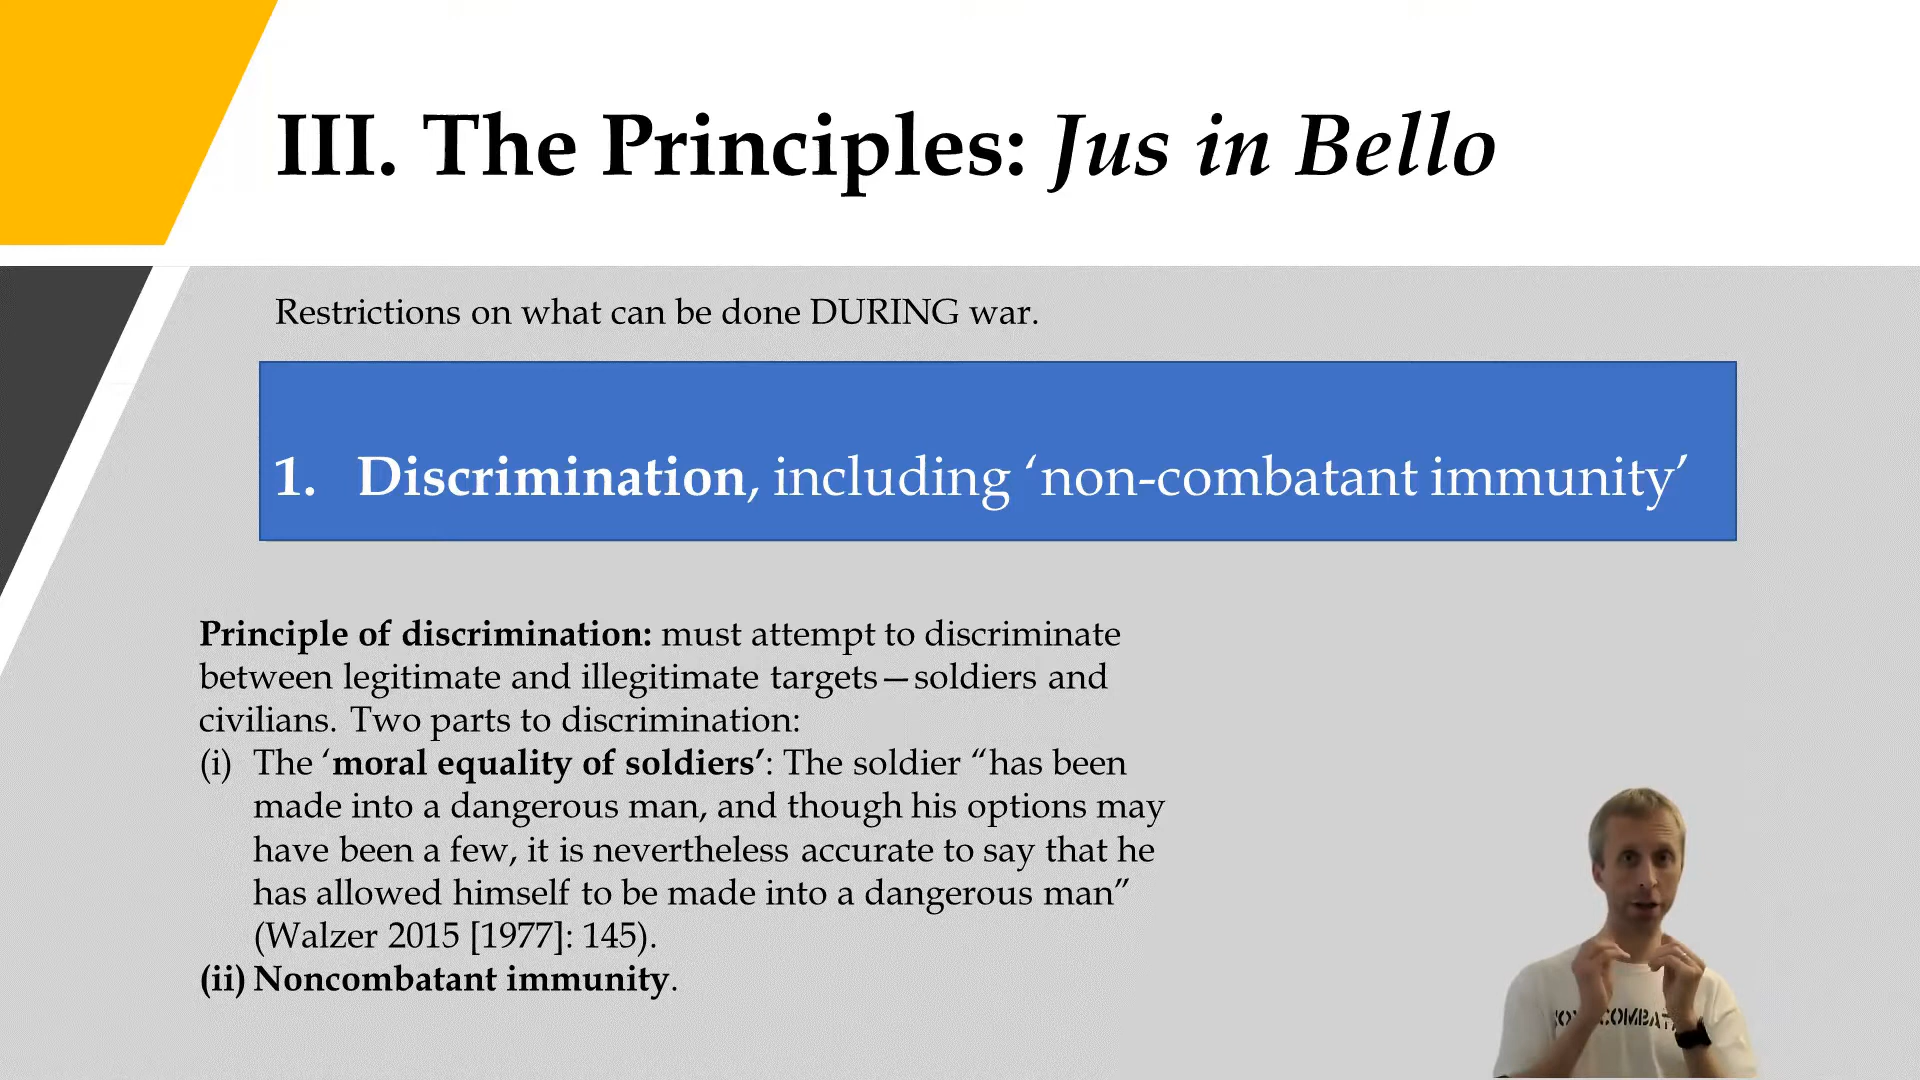 III. The Principles: Jus in Bello
Restrictions on what can be done DURING war.
1. Discrimination, including ‘non-combatant immunity’
Principle of discrimination: must attempt to discriminate
between legitimate and illegitimate targets—soldiers and
civilians. Two parts to discrimination:
(i) The ‘moral equality of soldiers’: The soldier “has been
made into a dangerous man, and though his options may
have been a few, it is nevertheless accurate to say that he
has allowed himself to be made into a dangerous man”
(Walzer 2015 [1977]: 145).
(ii) Noncombatant immunity.